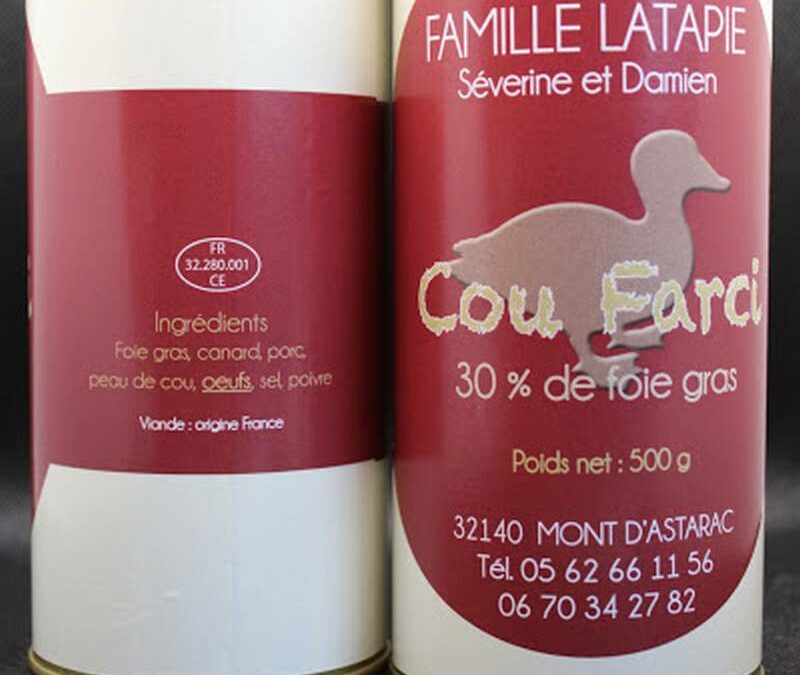 FR
32.280.001
CE
Ingrédients
Foie gras, canard, porc,
peau de cou, oeufs, sel, poivre
Viande : origine France
FAMILLE LATAPIE
Séverine et Damien
Cou Farci
30 % de foie gras
Poids net : 500 g
32140 MONT D'ASTARAC
Tél. 05 62 66 11 56
06 70 34 27 82